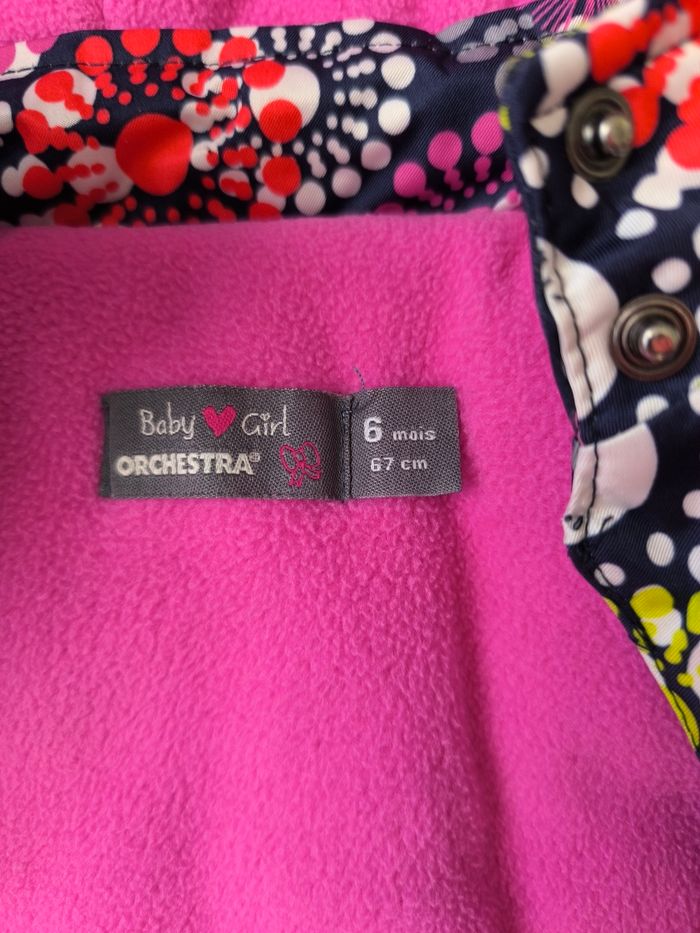 Baby Girl
ORCHESTRA®
6 mois
67 cm